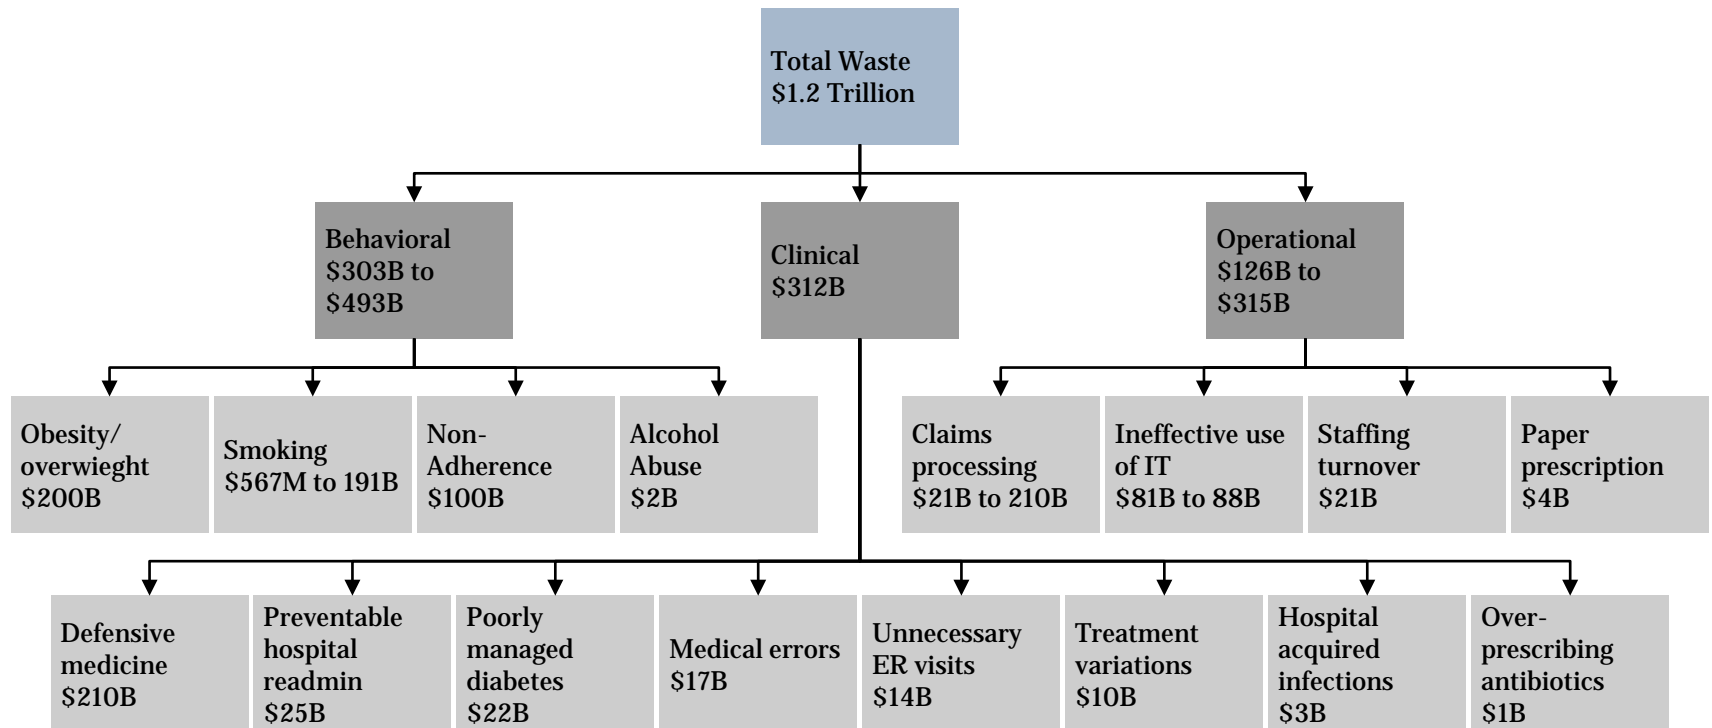 Total Waste
$1.2 Trillion
Behavioral
$303B to
$493B
Clinical
$312B
Operational
$126B to
$315B
Obesity/
overwieght
$200B
Smoking
$567M to 191B
Non-
Adherence
$100B
Alcohol
Abuse
$2B
Claims
processing
$21B to 210B
Ineffective use
of IT
$81B to 88B
Staffing
turnover
$21B
Paper
prescription
$4B
Defensive
medicine
$210B
Preventable
hospital
readmin
$25B
Poorly
managed
diabetes
$22B
Medical errors
$17B
Unnecessary
ER visits
$14B
Treatment
variations
$10B
Hospital
acquired
infections
$3B
Over-
prescribing
antibiotics
$1B